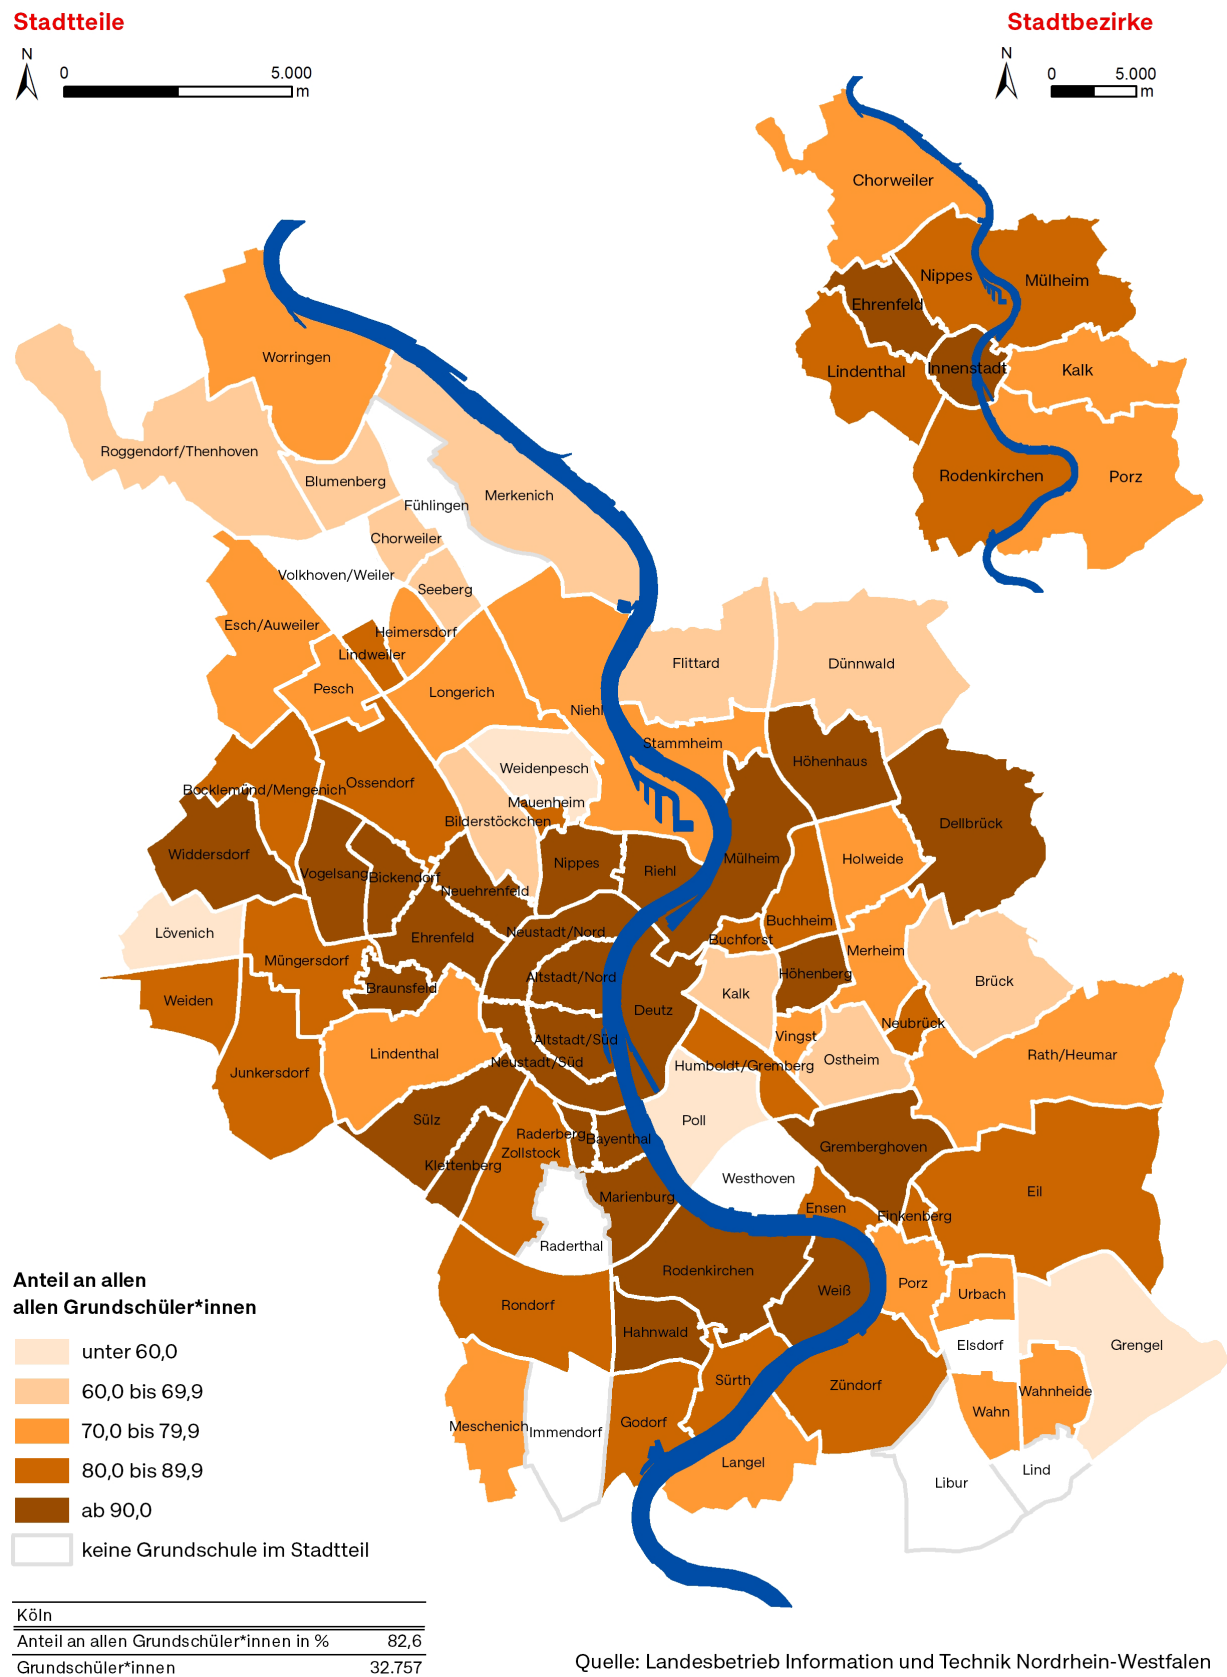 Stadtteile
Stadtbezirke
N
0 5.000
m
N
0 5.000
m
Chorweiler
Nippes
Mülheim
Ehrenfeld
Lindenthal
Innenstadt
Kalk
Rodenkirchen
Porz
Worringen
Roggendorf/Thenhoven
Blumenberg
Merkenich
Fühlingen
Chorweiler
Volkhoven/Weiler
Seeberg
Esch/Auweiler
Heimersdorf
Lindweiler
Pesch
Longerich
Flittard
Dünnwald
Niehl
Stammheim
Höhenhaus
Weidenpesch
Ossendorf
Bocklemünd/Mengenich
Mauenheim
Bilderstöckchen
Dellbrück
Widdersdorf
Nippes
Mülheim
Holweide
Vogelsang
Bickendorf
Riehl
Neuehrenfeld
Buchheim
Lövenich
Neustadt/Nord
Ehrenfeld
Buchforst
Merheim
Müngersdorf
Altstadt/Nord
Höhenberg
Braunsfeld
Brück
Kalk
Weiden
Deutz
Neubrück
Altstadt/Süd
Vingst
Lindenthal
Neustadt/Süd
Ostheim
Rath/Heumar
Junkersdorf
Humboldt/Gremberg
Sülz
Poll
Raderberg
Bayenthal
Zollstock
Gremberghoven
Klettenberg
Westhoven
Marienburg
Eil
Ensen
Finkenberg
Raderthal
Rodenkirchen
Porz
Weiß
Urbach
Rondorf
Hahnwald
Elsdorf
Grengel
Sürth
Zündorf
Wahnheide
Wahn
Meschenich
Immendorf
Godorf
Langel
Lind
Libur
Anteil an allen
allen Grundschüler*innen
unter 60,0
60,0 bis 69,9
70,0 bis 79,9
80,0 bis 89,9
ab 90,0
keine Grundschule im Stadtteil
Köln
Anteil an allen Grundschüler*innen in % 82,6
Grundschüler*innen 32.757
Quelle: Landesbetrieb Information und Technik Nordrhein-Westfalen